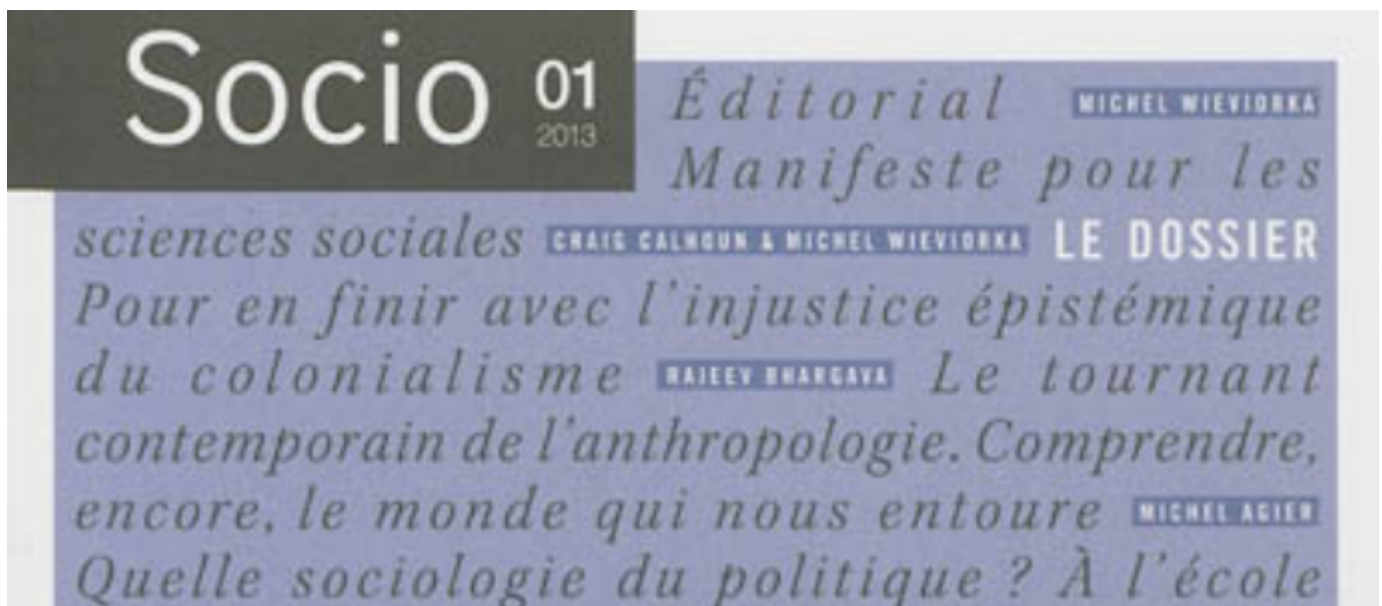 Socio 01
2013
Éditorial MICHEL WIEVIORKA
Manifeste pour les
sciences sociales CRAIG CALHOUN & MICHEL WIEVIORKA LE DOSSIER
Pour en finir avec l'injustice épistémique
du colonialisme RAJEEV BHARGAVA Le tournant
contemporain de l'anthropologie. Comprendre,
encore, le monde qui nous entoure MICHEL AGIER
Quelle sociologie du politique ? À l'école